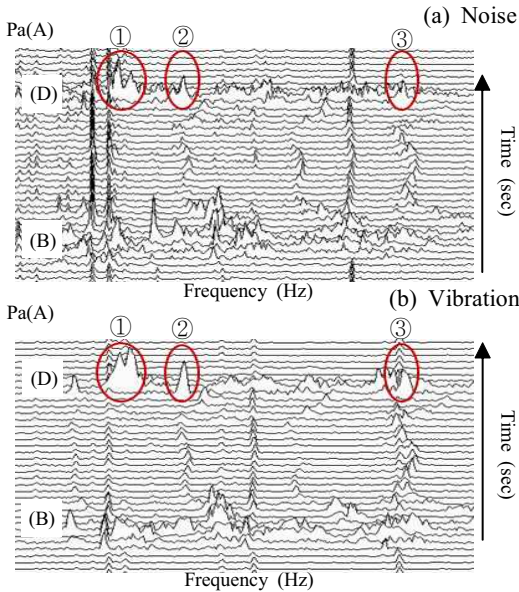 (a) Noise
Pa(A)
① ② ③
(D)
(B)
Time (sec)
Frequency (Hz)
(b) Vibration
Pa(A)
① ② ③
(D)
(B)
Time (sec)
Frequency (Hz)